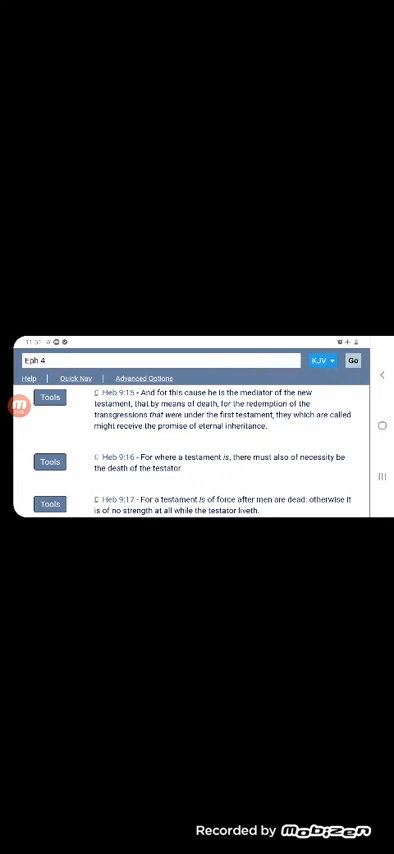 11:51
Eph 4
KJV
Go
Help | Quick Nav | Advanced Options
Tools
Heb 9:15 - And for this cause he is the mediator of the new
testament, that by means of death, for the redemption of the
transgressions that were under the first testament, they which are called
might receive the promise of eternal inheritance.
Tools
Heb 9:16 - For where a testament is, there must also of necessity be
the death of the testator.
Tools
Heb 9:17 - For a testament is of force after men are dead: otherwise it
is of no strength at all while the testator liveth.
Recorded by Mobizen